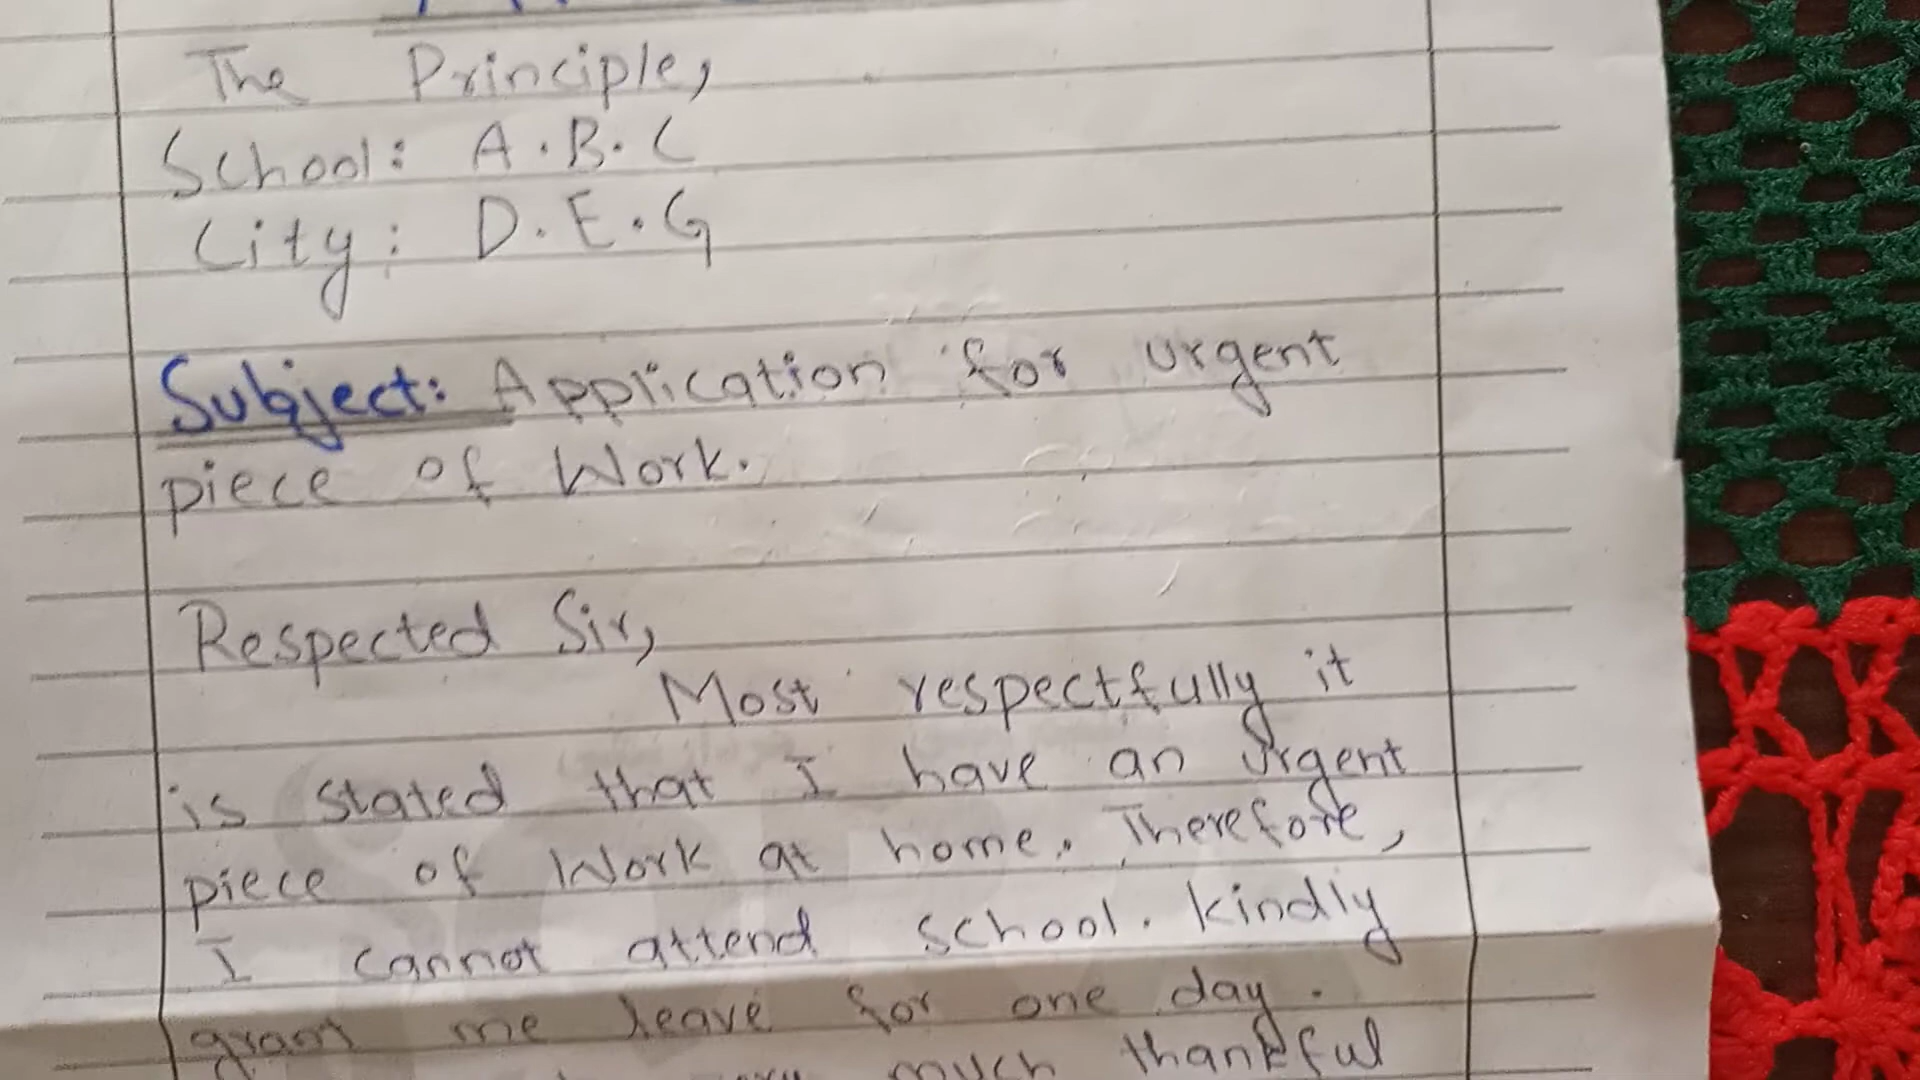 The Principle,
School: A.B.C
City: D.E.G
Subject: Application for urgent
piece of Work.
Respected Sir,
Most respectfully it
is stated that I have an urgent
piece of Work at home. Therefore,
I cannot attend school. Kindly
grant me leave for one day.
much thankful